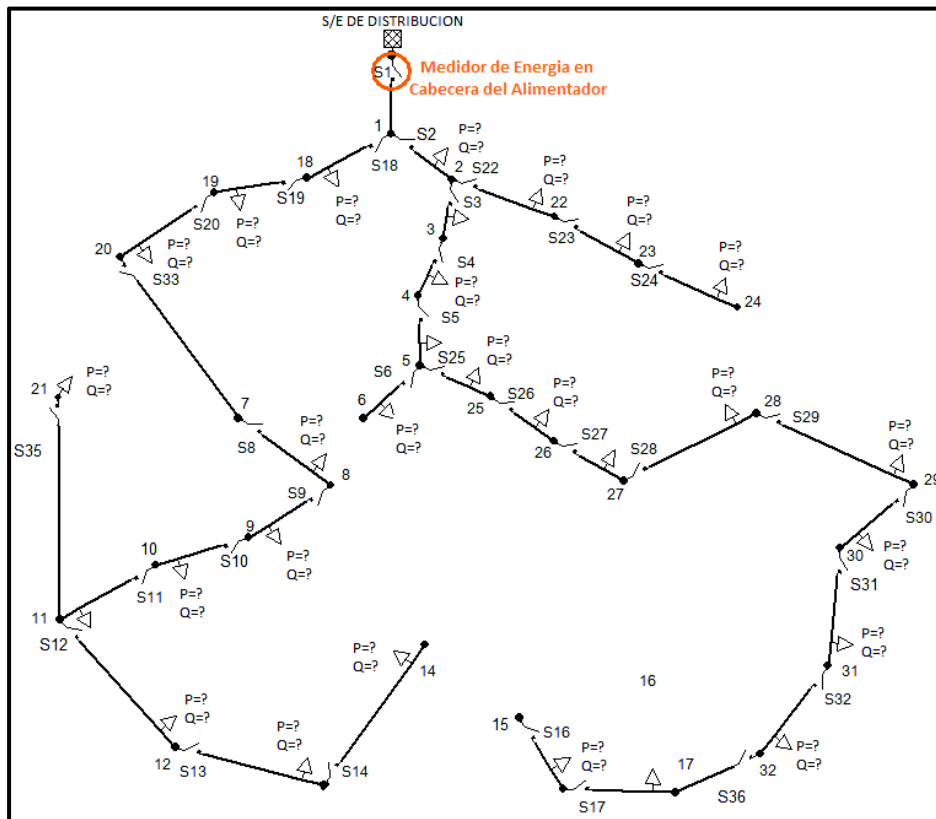 S/E DE DISTRIBUCION
S1
Medidor de Energia en
Cabecera del Alimentador
1
S2
P=?
Q=?
18
S18
2
S22
P=?
Q=?
19
S19
P=?
Q=?
S3
22
S20
P=?
Q=?
3
S23
P=?
Q=?
20
P=?
Q=?
S4
23
S33
P=?
Q=?
S24
4
24
S5
P=?
Q=?
5
S25
P=?
Q=?
21
S6
S26
P=?
Q=?
28
7
6
P=?
Q=?
25
P=?
Q=?
S29
S35
S8
P=?
Q=?
S27
P=?
Q=?
26
S28
8
27
29
S9
S30
9
10
S10
P=?
Q=?
30
P=?
Q=?
S11
P=?
Q=?
S31
11
S12
P=?
Q=?
14
P=?
Q=?
31
16
S32
P=?
Q=?
15
S16
12
P=?
Q=?
P=?
Q=?
17
32
P=?
Q=?
S13
S14
S17
S36